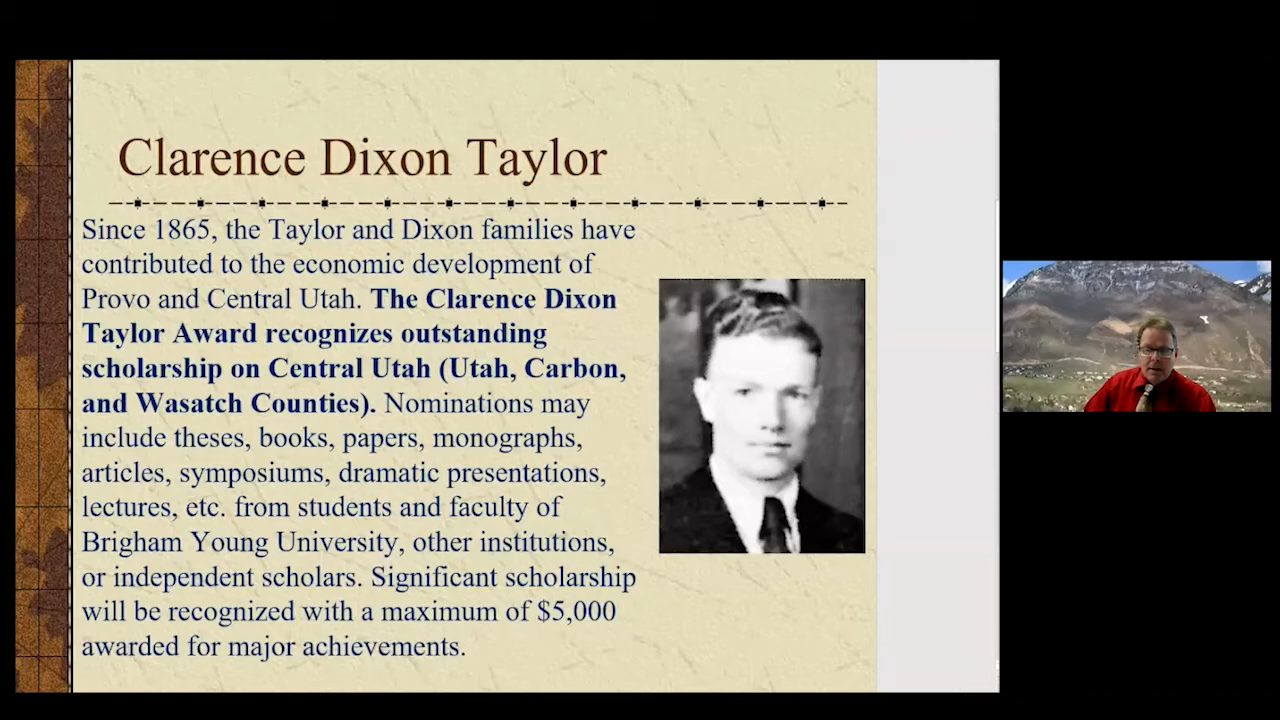 Clarence Dixon Taylor
Since 1865, the Taylor and Dixon families have
contributed to the economic development of
Provo and Central Utah. The Clarence Dixon
Taylor Award recognizes outstanding
scholarship on Central Utah (Utah, Carbon,
and Wasatch Counties). Nominations may
include theses, books, papers, monographs,
articles, symposiums, dramatic presentations,
lectures, etc. from students and faculty of
Brigham Young University, other institutions,
or independent scholars. Significant scholarship
will be recognized with a maximum of $5,000
awarded for major achievements.